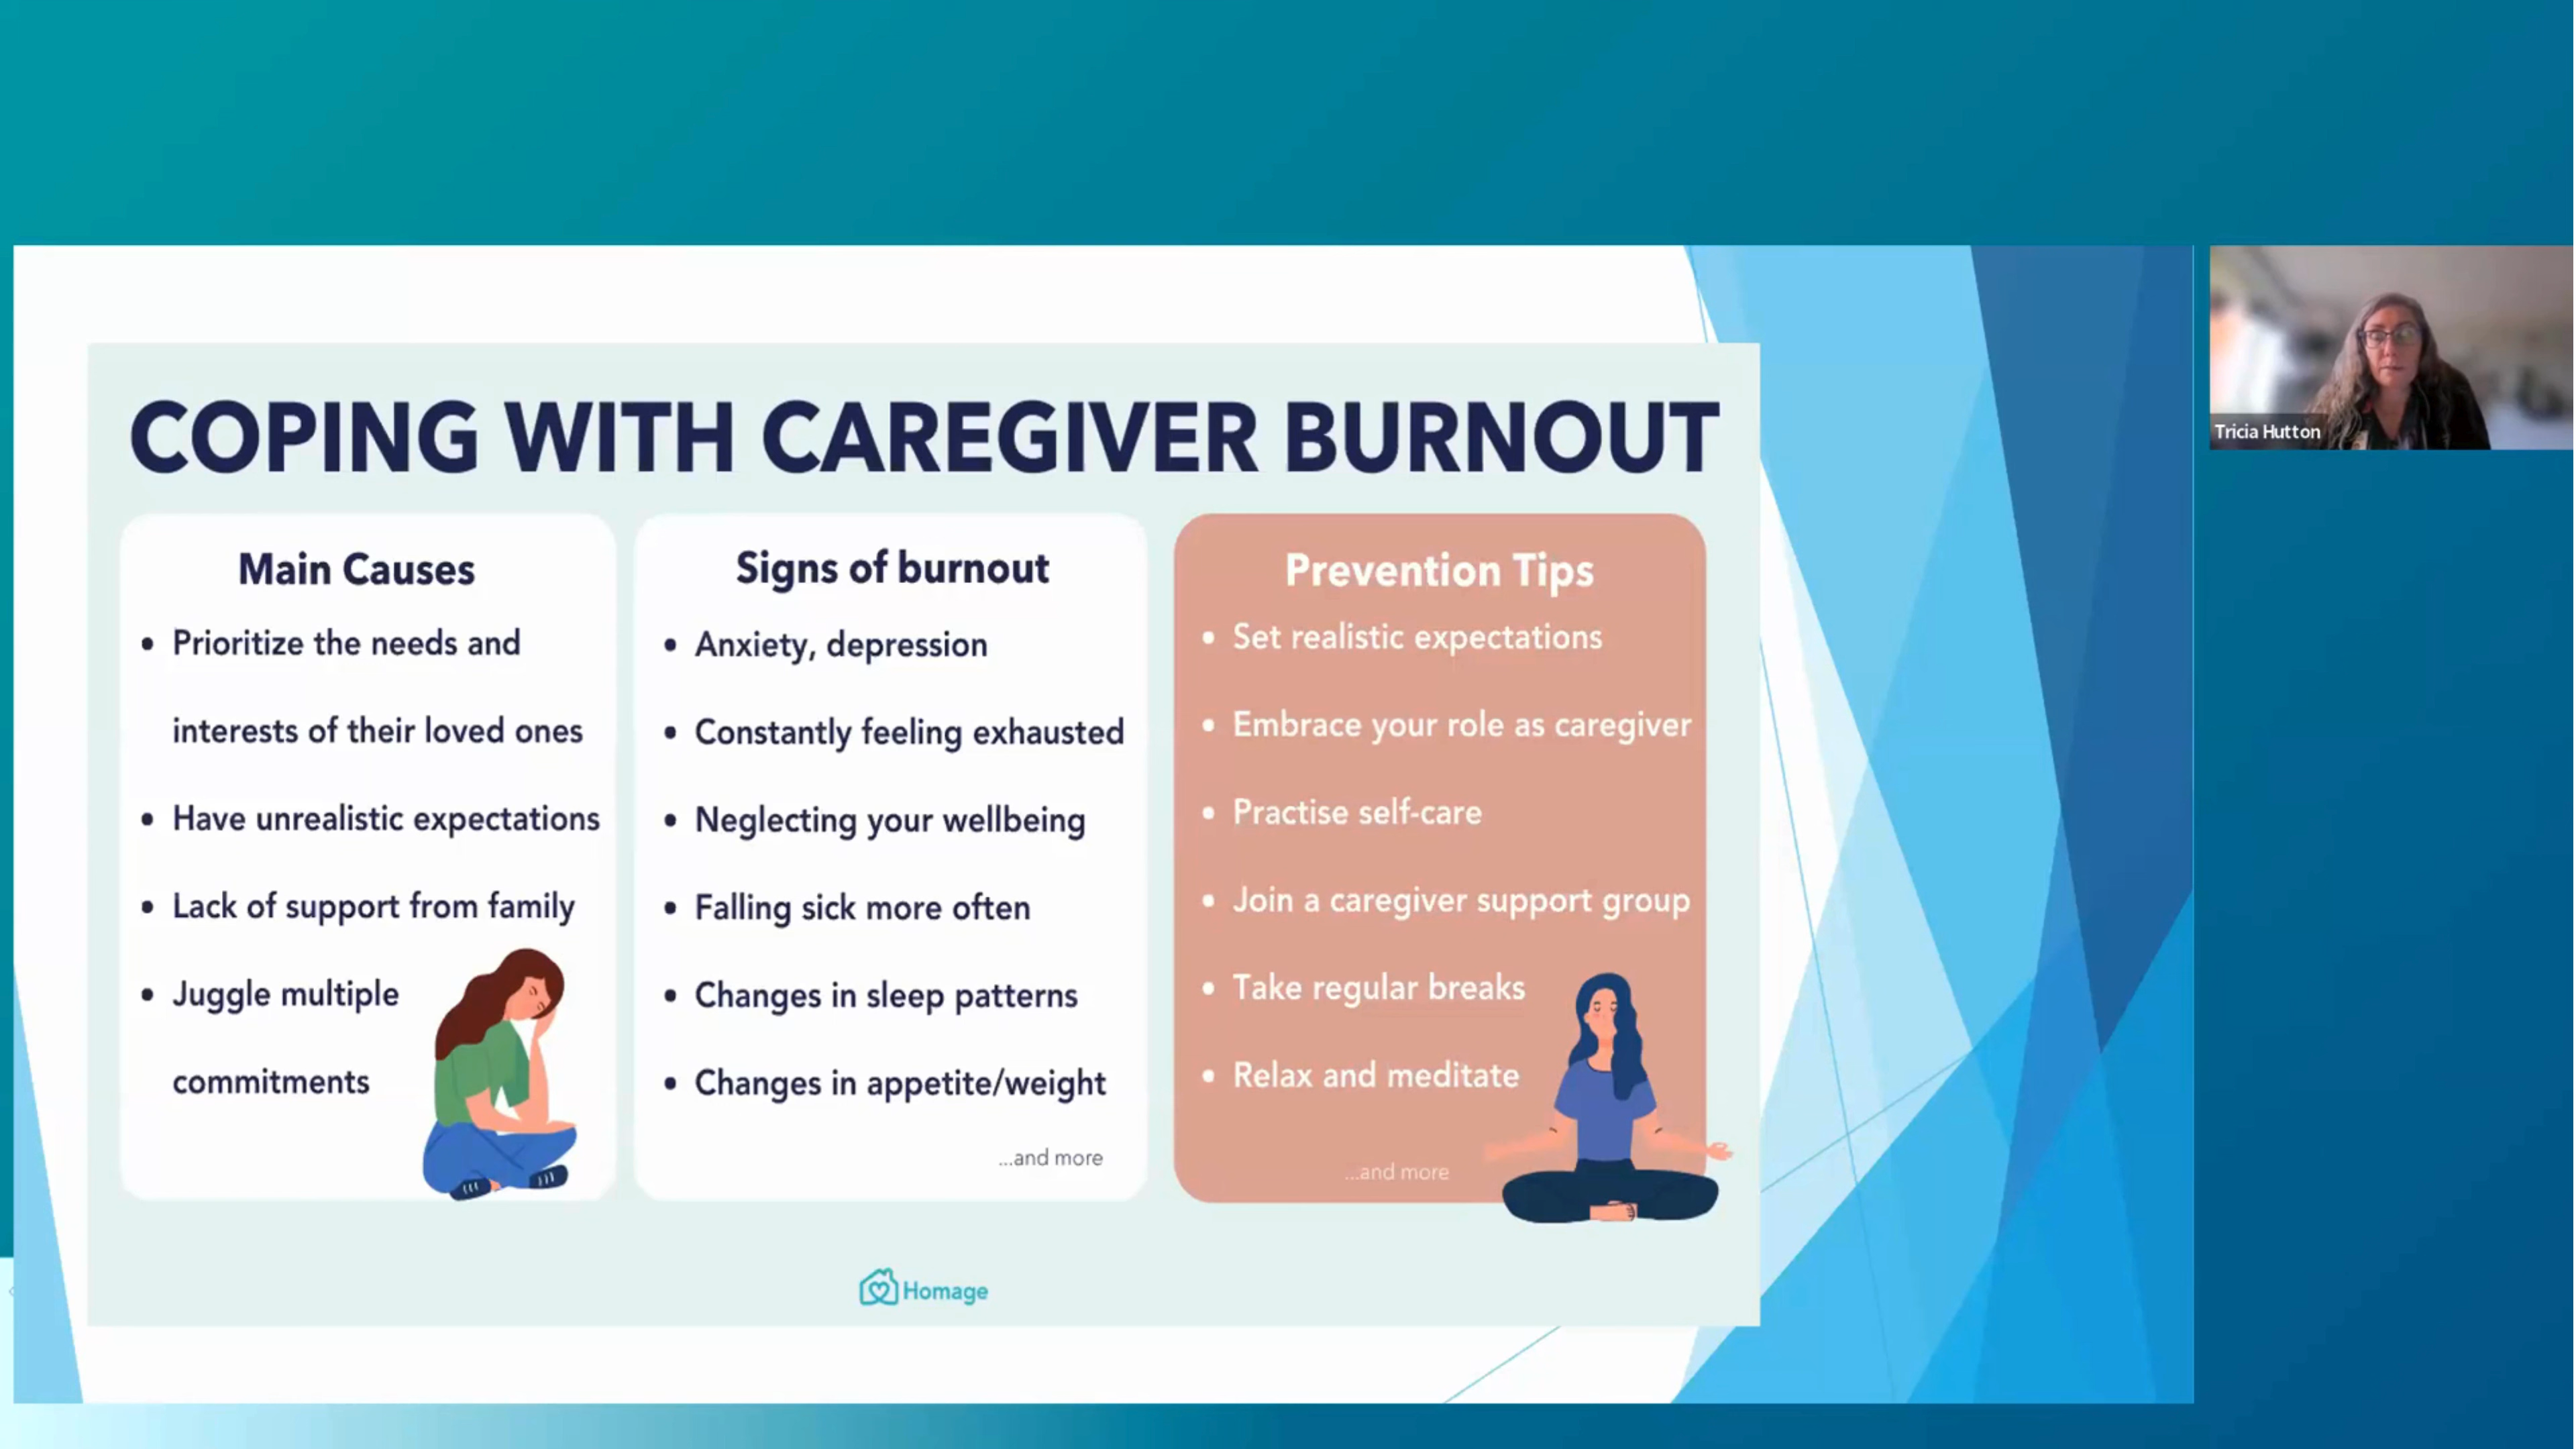 COPING WITH CAREGIVER BURNOUT
Main Causes
• Prioritize the needs and
interests of their loved ones
• Have unrealistic expectations
• Lack of support from family
• Juggle multiple
commitments
Signs of burnout
• Anxiety, depression
• Constantly feeling exhausted
• Neglecting your wellbeing
• Falling sick more often
• Changes in sleep patterns
• Changes in appetite/weight
...and more
Prevention Tips
• Set realistic expectations
• Embrace your role as caregiver
• Practise self-care
• Join a caregiver support group
• Take regular breaks
• Relax and meditate
...and more
Homage
Tricia Hutton